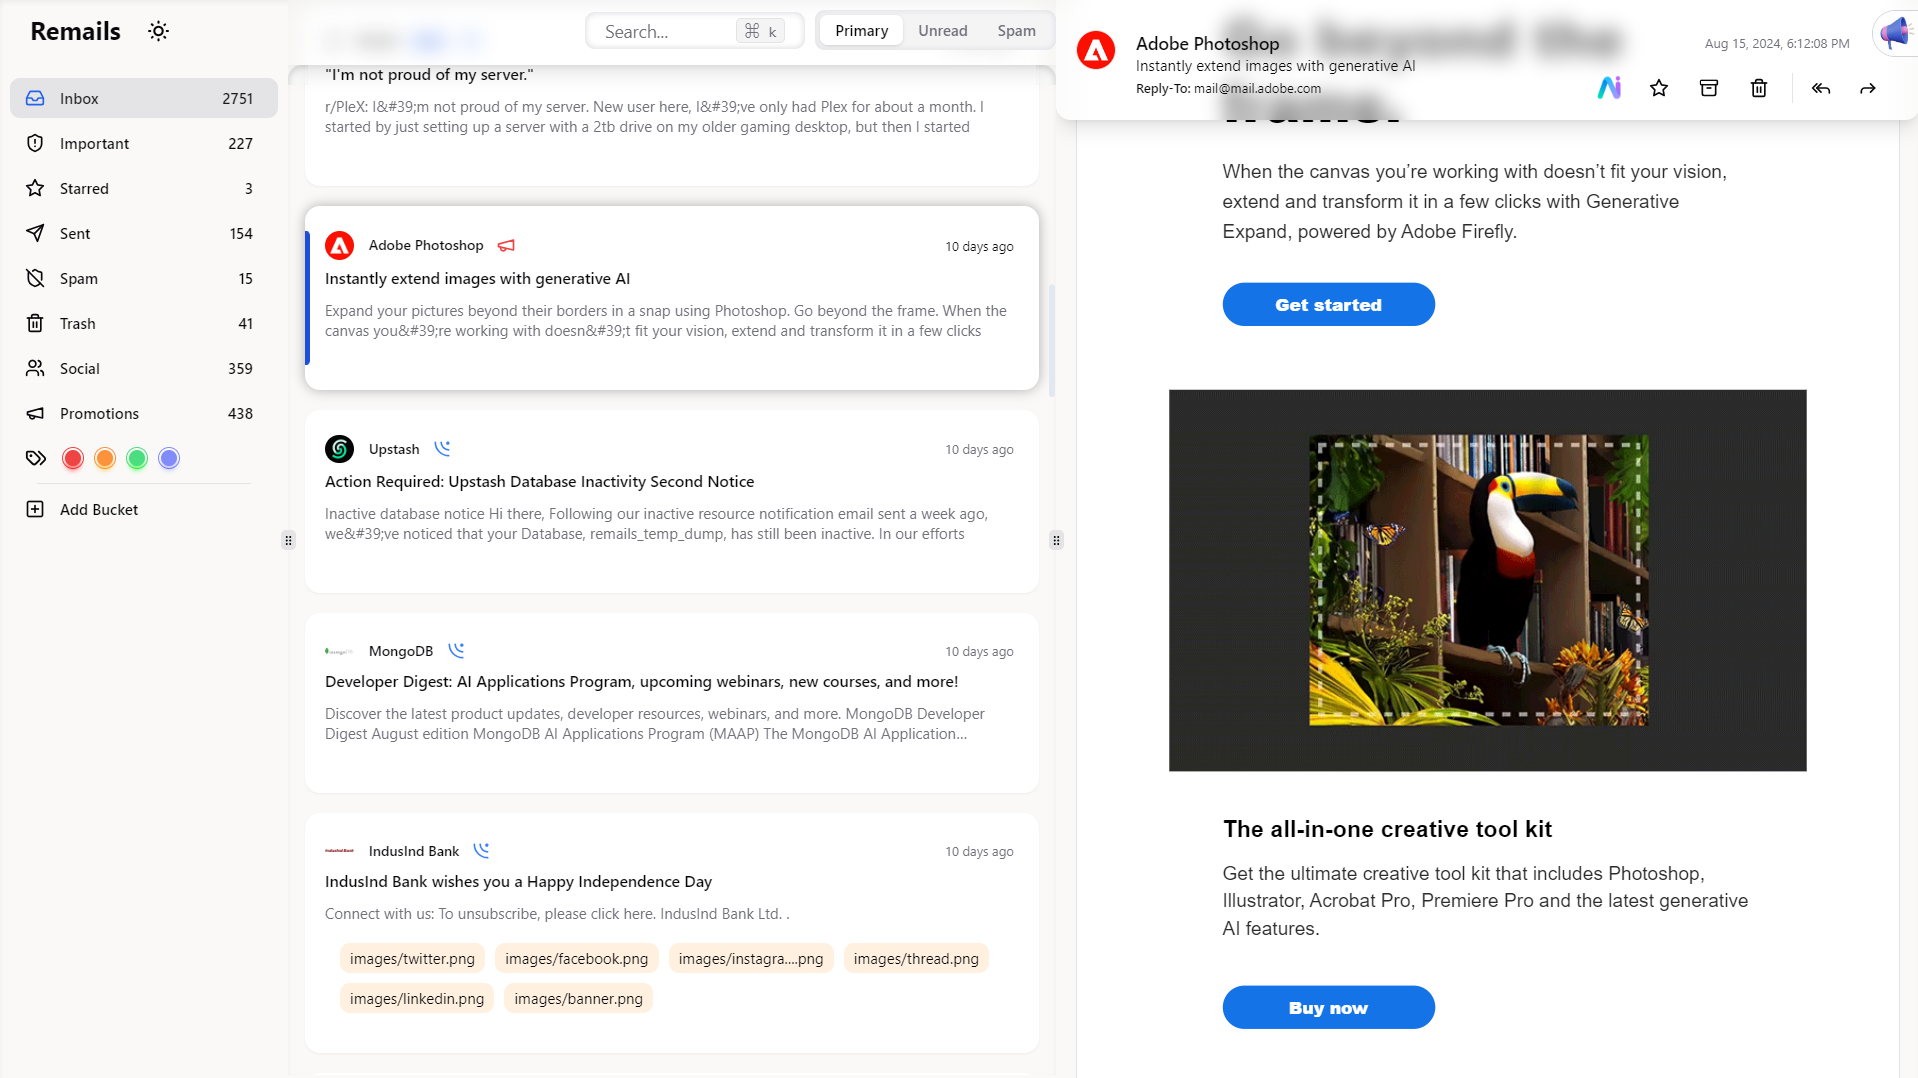 Remails
Inbox 2751
Important 227
Starred 3
Sent 154
Spam 15
Trash 41
Social 359
Promotions 438
Add Bucket
Search... ⌘ k
Primary Unread Spam
"I'm not proud of my server."
r/PleX: I&#39;m not proud of my server. New user here, I&#39;ve only had Plex for about a month. I
started by just setting up a server with a 2tb drive on my older gaming desktop, but then I started
Adobe Photoshop 10 days ago
Instantly extend images with generative AI
Expand your pictures beyond their borders in a snap using Photoshop. Go beyond the frame. When the
canvas you&#39;re working with doesn&#39;t fit your vision, extend and transform it in a few clicks
Upstash 10 days ago
Action Required: Upstash Database Inactivity Second Notice
Inactive database notice Hi there, Following our inactive resource notification email sent a week ago,
we&#39;ve noticed that your Database, remails_temp_dump, has still been inactive. In our efforts
MongoDB 10 days ago
Developer Digest: AI Applications Program, upcoming webinars, new courses, and more!
Discover the latest product updates, developer resources, webinars, and more. MongoDB Developer
Digest August edition MongoDB AI Applications Program (MAAP) The MongoDB AI Application...
IndusInd Bank
IndusInd Bank 10 days ago
IndusInd Bank wishes you a Happy Independence Day
Connect with us: To unsubscribe, please click here. IndusInd Bank Ltd. .
images/twitter.png images/facebook.png images/instagra....png images/thread.png
images/linkedin.png images/banner.png
Adobe Photoshop
Instantly extend images with generative AI
Reply-To: mail@mail.adobe.com
Aug 15, 2024, 6:12:08 PM
Go beyond the
frame.
When the canvas you’re working with doesn’t fit your vision,
extend and transform it in a few clicks with Generative
Expand, powered by Adobe Firefly.
Get started
The all-in-one creative tool kit
Get the ultimate creative tool kit that includes Photoshop,
Illustrator, Acrobat Pro, Premiere Pro and the latest generative
AI features.
Buy now